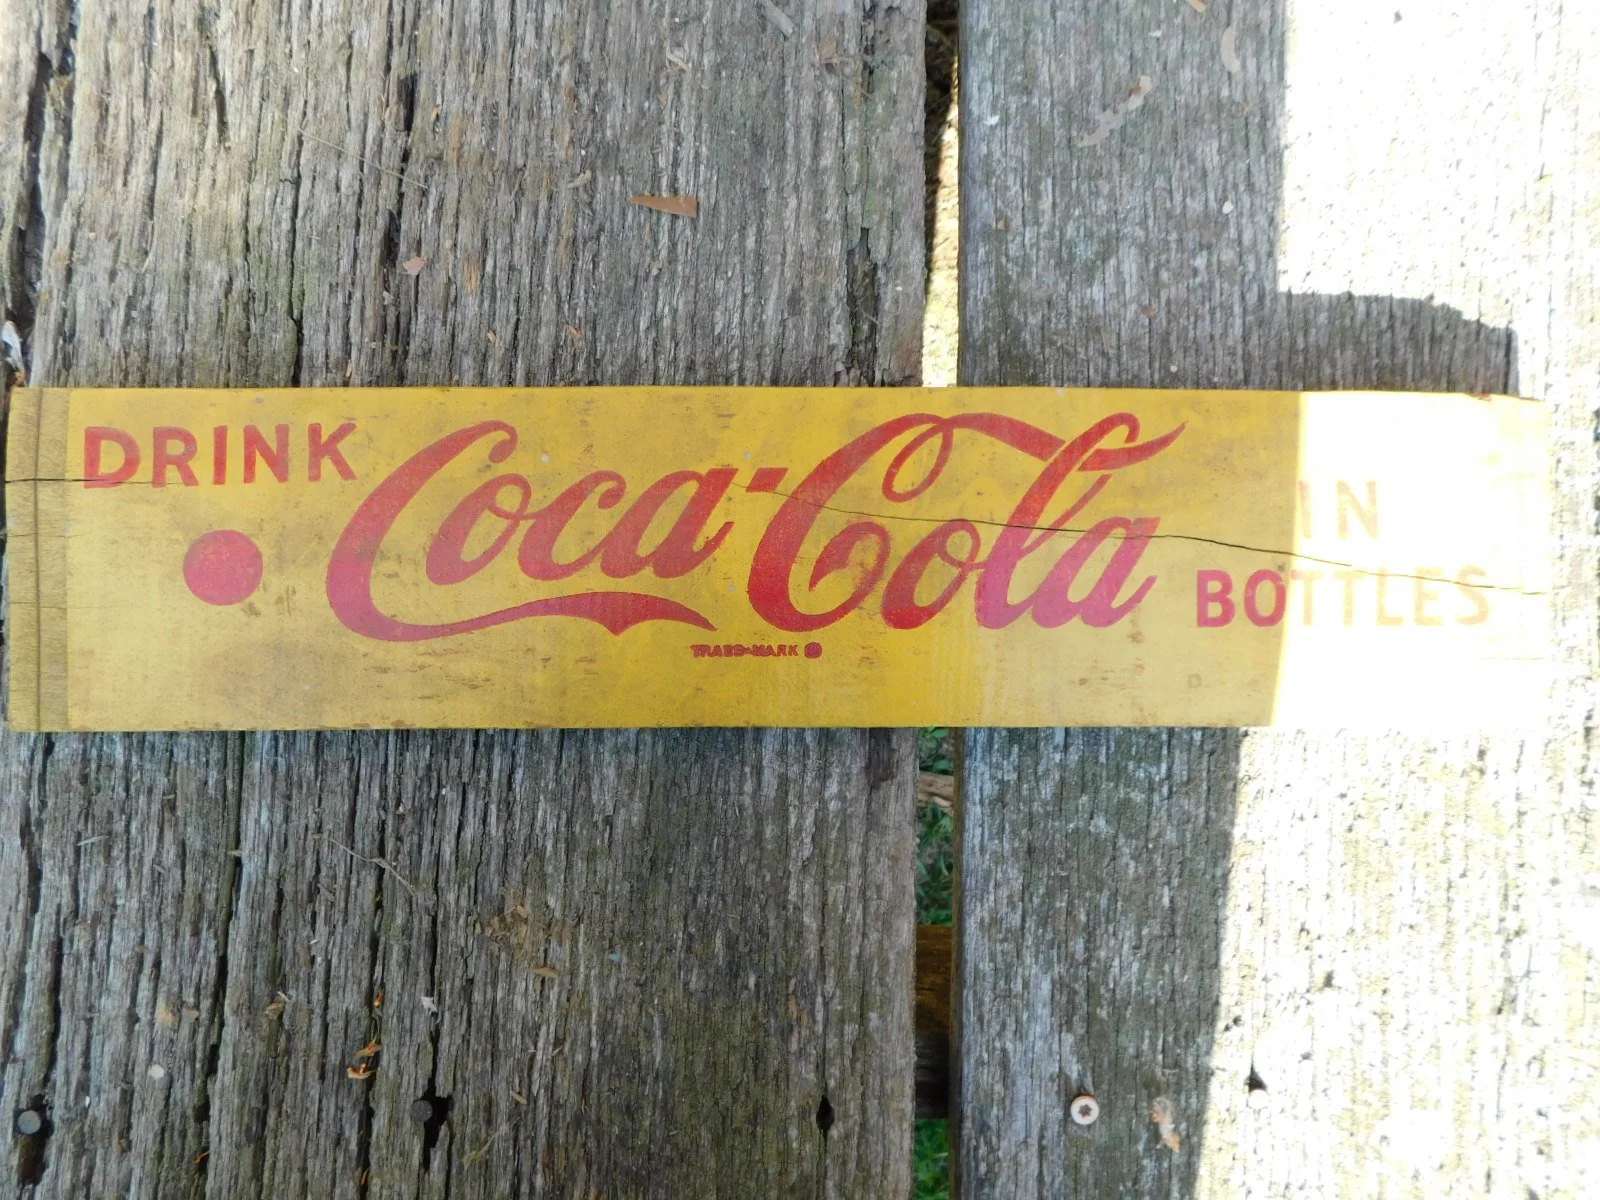 DRINK
Coca-Cola
IN
BOTTLES
TRADE-MARK ®